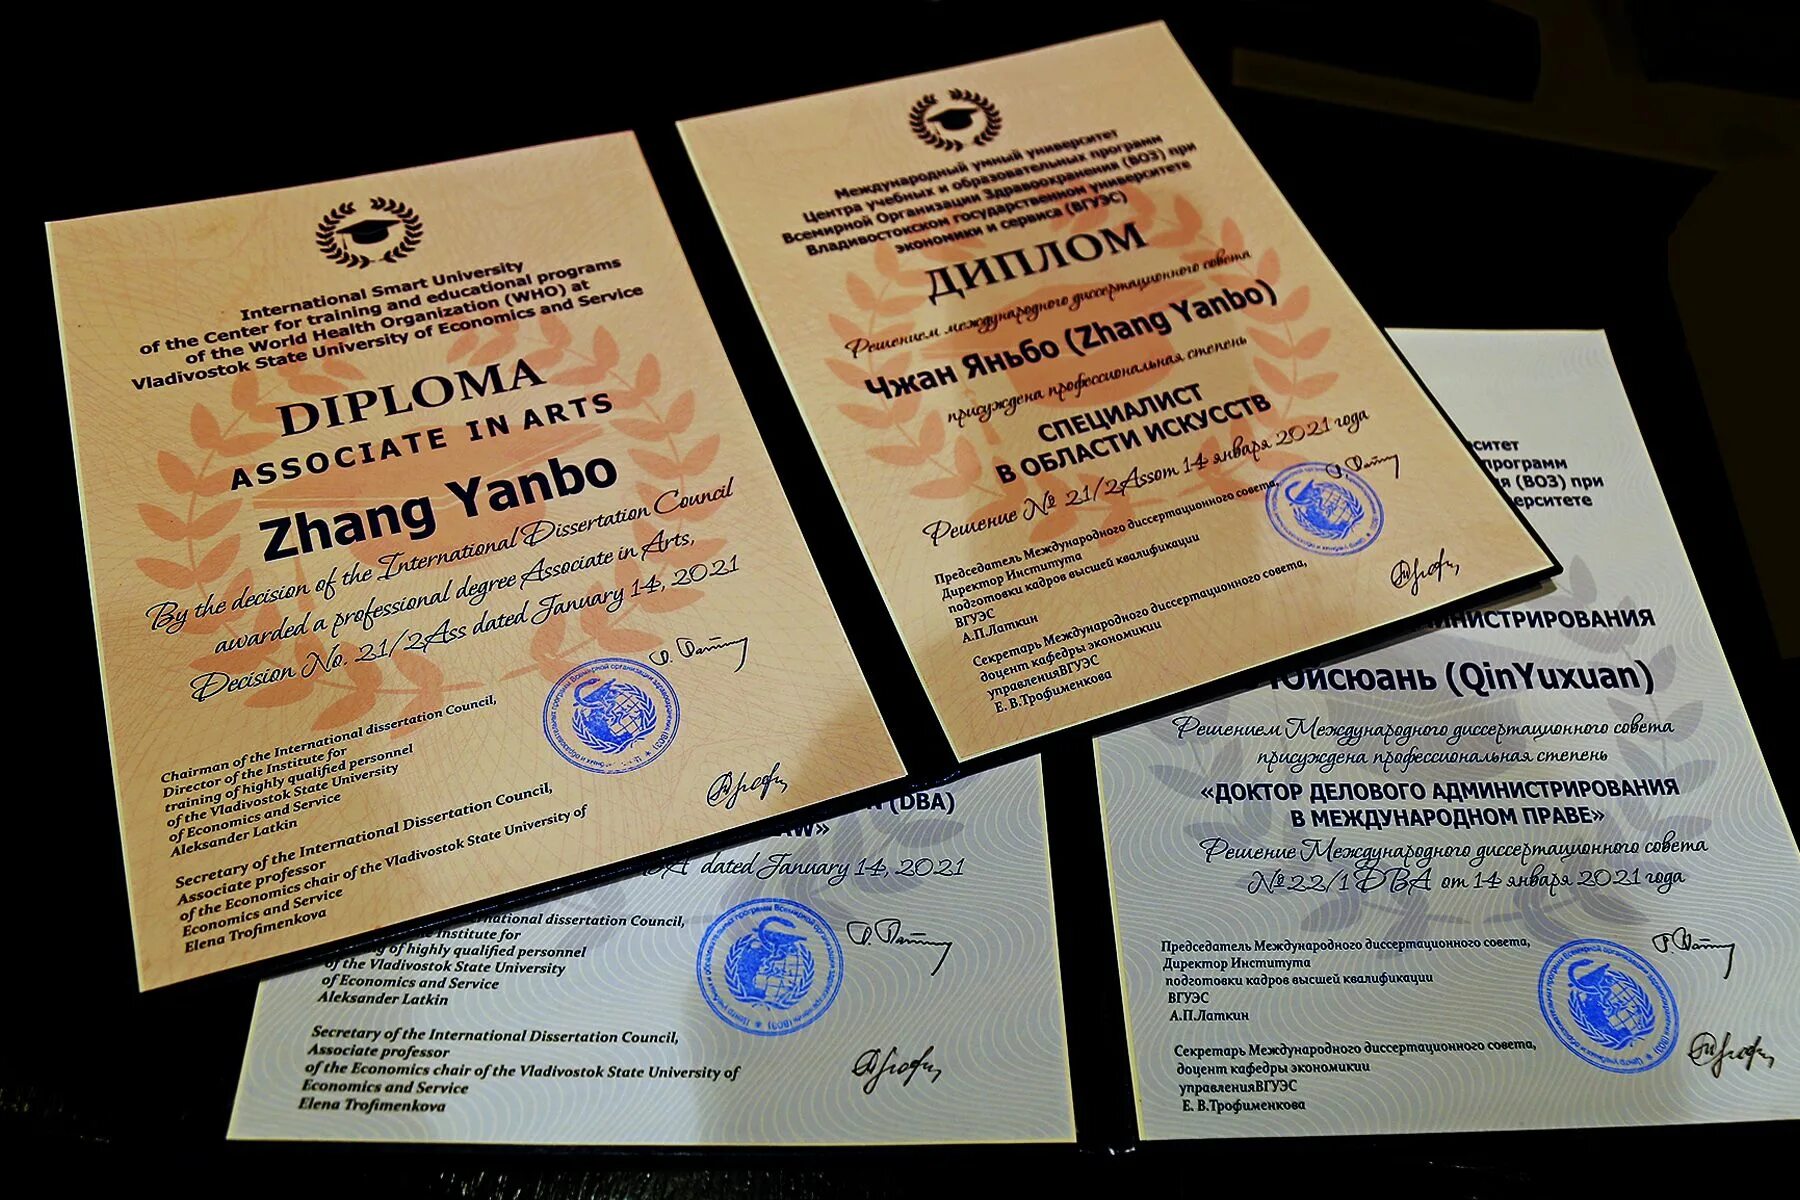 International Smart University
of the Center for training and educational programs
of the World Health Organization (WHO) at
Vladivostok State University of Economics and Service
DIPLOMA
ASSOCIATE IN ARTS
Zhang Yanbo
By the decision of the International Dissertation Council
awarded a professional degree Associate in Arts,
Decision No. 21/2Ass dated January 14, 2021
Chairman of the International dissertation Council,
Director of the Institute for
training of highly qualified personnel
of the Vladivostok State University
of Economics and Service
Aleksander Latkin
Secretary of the International Dissertation Council,
Associate professor
of the Economics chair of the Vladivostok State University of
Economics and Service
Elena Trofimenkova
Международный умный университет
Центра учебных и образовательных программ
Всемирной Организации Здравоохранения (ВОЗ) при
Владивостокском государственном университете
экономики и сервиса (ВГУЭС)
ДИПЛОМ
Решением международного диссертационного совета
Чжан Яньбо (Zhang Yanbo)
присуждена профессиональная степень
СПЕЦИАЛИСТ
В ОБЛАСТИ ИСКУССТВ
Решение № 21/2Assот 14 января 2021 года
Председатель Международного диссертационного совета,
Директор Института
подготовки кадров высшей квалификации
ВГУЭС
А.П.Латкин
Секретарь Международного диссертационного совета,
доцент кафедры экономикии
управленияВГУЭС
Е. В.Трофименкова
(DBA)
AW»
dated January 14, 2021
dissertation Council,
Institute for
of highly qualified personnel
of the Vladivostok State University
of Economics and Service
Aleksander Latkin
Secretary of the International Dissertation Council,
Associate professor
of the Economics chair of the Vladivostok State University of
Economics and Service
Elena Trofimenkova
ситет
программ
(ВОЗ) при
ерситете
ИНИСТРИРОВАНИЯ
Юйсюань (QinYuxuan)
Решением Международного диссертационного совета
присуждена профессиональная степень
«ДОКТОР ДЕЛОВОГО АДМИНИСТРИРОВАНИЯ
В МЕЖДУНАРОДНОМ ПРАВЕ»
Решение Международного диссертационного совета
№22/1DBA от 14 января 2021 года
Председатель Международного диссертационного совета,
Директор Института
подготовки кадров высшей квалификации
ВГУЭС
А.П.Латкин
Секретарь Международного диссертационного совета,
доцент кафедры экономикии
управленияВГУЭС
Е. В.Трофименкова